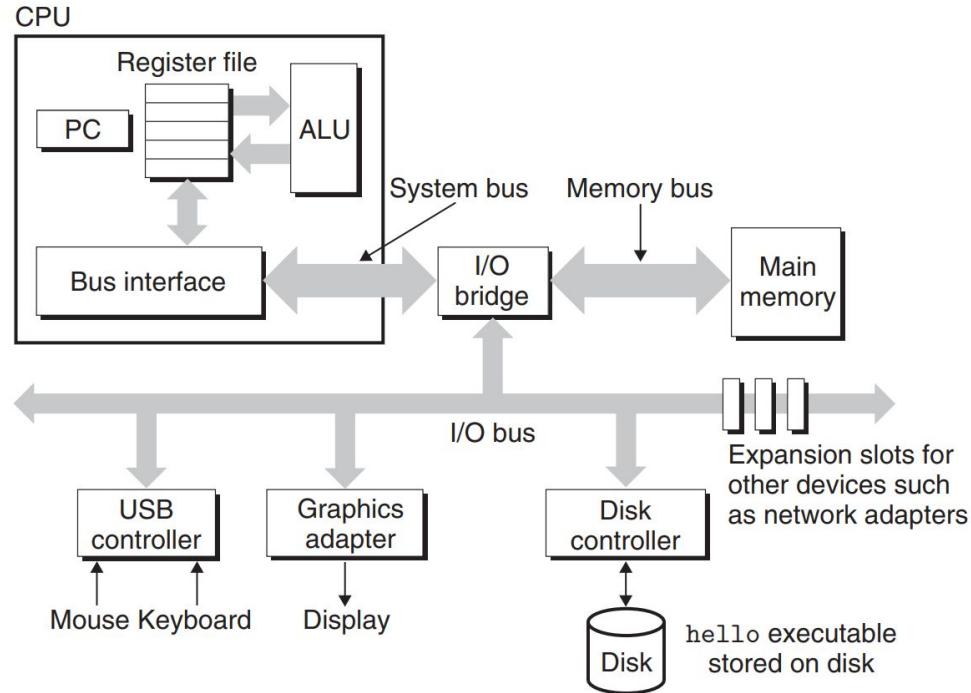 CPU
Register file
PC
ALU
System bus
Memory bus
Bus interface
I/O
bridge
Main
memory
I/O bus
Expansion slots for
other devices such
as network adapters
USB
controller
Graphics
adapter
Disk
controller
Mouse Keyboard
Display
Disk
hello executable
stored on disk